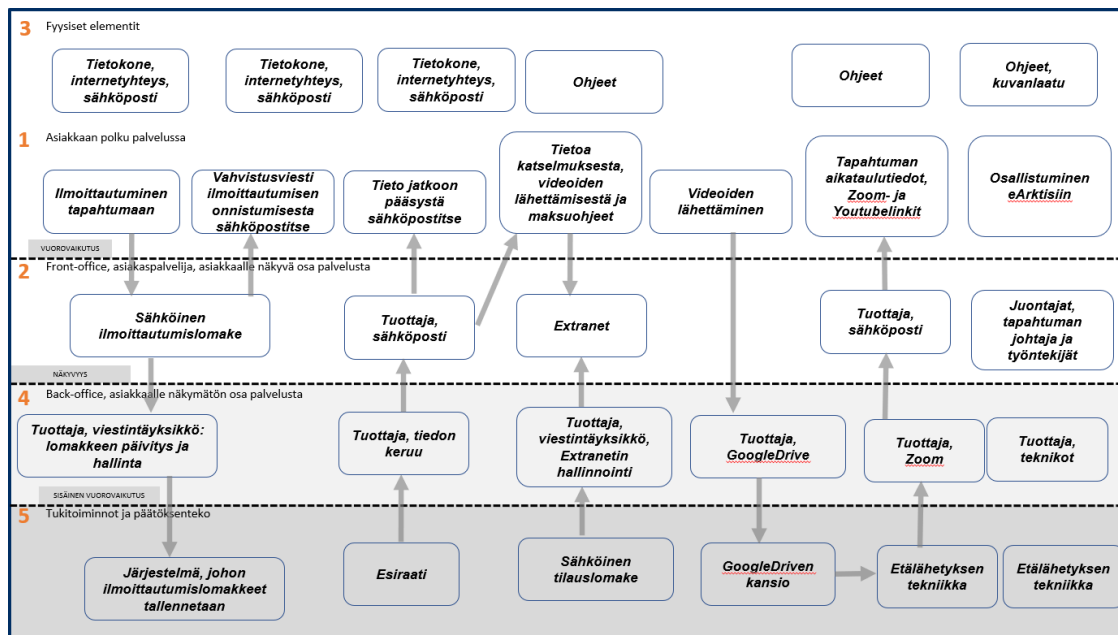 3 Fyysiset elementit
Tietokone,
internetyhteys,
sähköposti
Tietokone,
internetyhteys,
sähköposti
Tietokone,
internetyhteys,
sähköposti
Ohjeet
Ohjeet
Ohjeet,
kuvanlaatu
1 Asiakkaan polku palvelussa
Ilmoittautuminen
tapahtumaan
Vahvistusviesti
ilmoittautumisen
onnistumisesta
sähköpostitse
Tieto jatkoon
pääsystä
sähköpostitse
Tietoa
katselmuksesta,
videoiden
lähettämisestä ja
maksuohjeet
Videoiden
lähettäminen
Tapahtuman
aikataulutiedot,
Zoom- ja
Youtubelinkit
Osallistuminen
eArktisiin
VUOROVAIKUTUS
2 Front-office, asiakaspalvelija, asiakkaalle näkyvä osa palvelusta
Sähköinen
ilmoittautumislomake
Tuottaja,
sähköposti
Extranet
Tuottaja,
sähköposti
Juontajat,
tapahtuman
johtaja ja
työntekijät
NÄKYVYYS
4 Back-office, asiakkaalle näkymätön osa palvelusta
Tuottaja, viestintäyksikkö:
lomakkeen päivitys ja
hallinta
Tuottaja, tiedon
keruu
Tuottaja,
viestintäyksikkö,
Extranetin
hallinnointi
Tuottaja,
GoogleDrive
Tuottaja,
Zoom
Tuottaja,
teknikot
SISÄINEN VUOROVAIKUTUS
5 Tukitoiminnot ja päätöksenteko
Järjestelmä, johon
ilmoittautumislomakkeet
tallennetaan
Esiraati
Sähköinen
tilauslomake
GoogleDriven
kansio
Etälähetyksen
tekniikka
Etälähetyksen
tekniikka